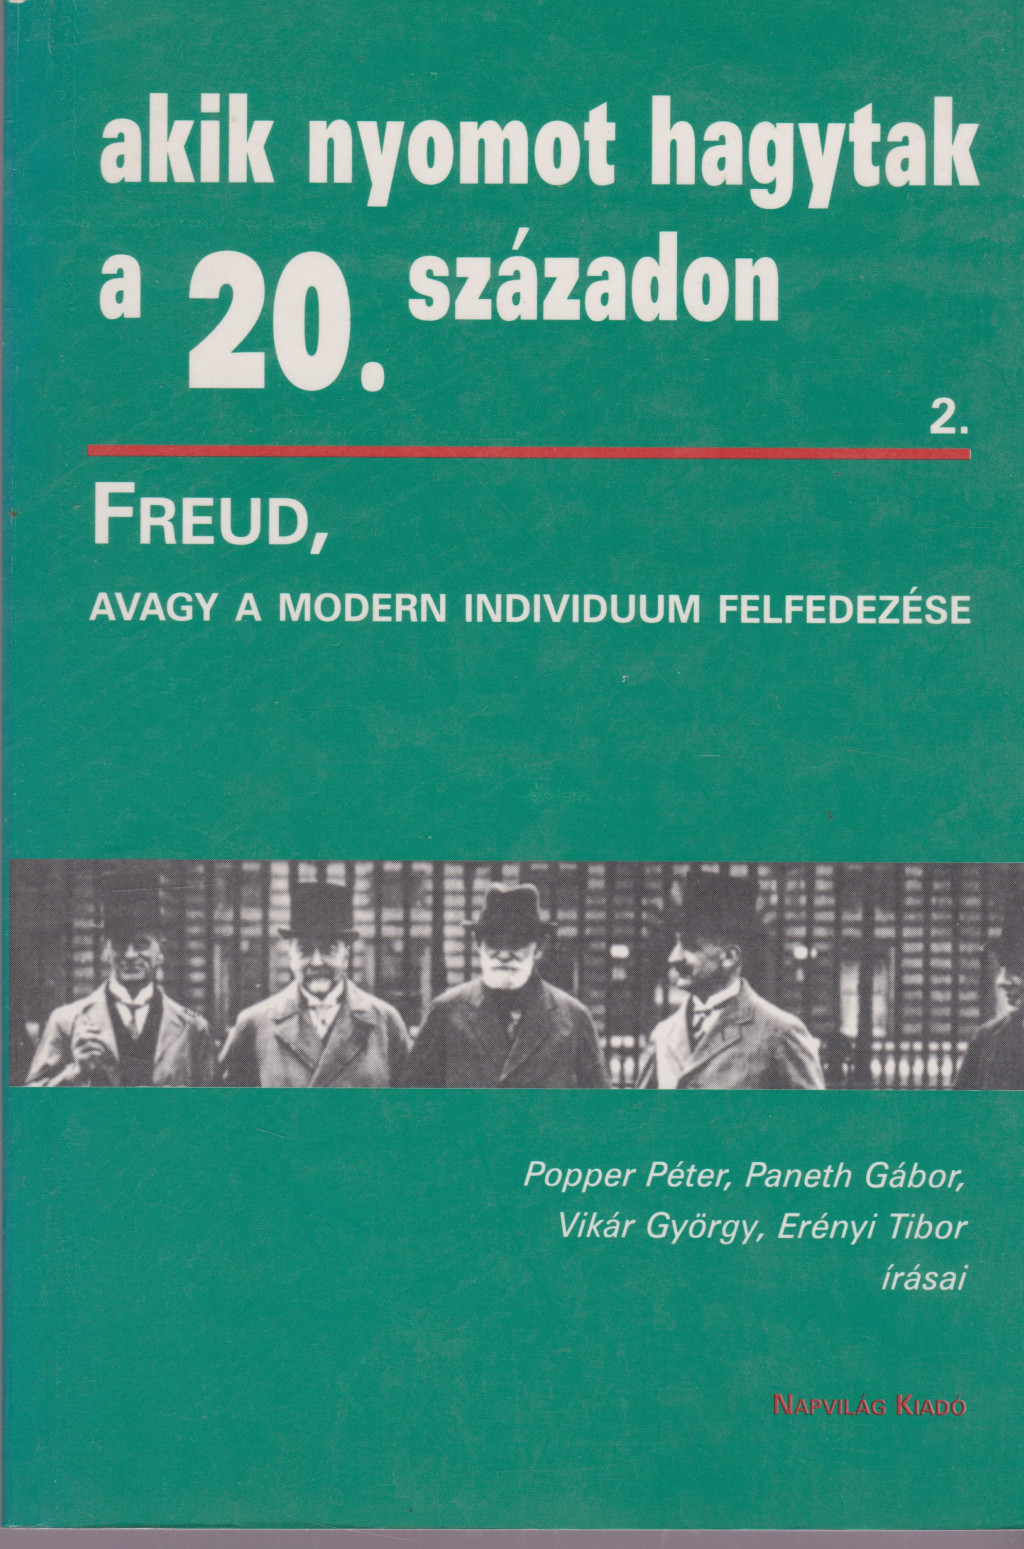 akik nyomot hagytak
a 20. századon
2.
FREUD,
AVAGY A MODERN INDIVIDUUM FELFEDEZÉSE
Popper Péter, Paneth Gábor,
Vikár György, Erényi Tibor
írásai
NAPVILÁG KIADÓ